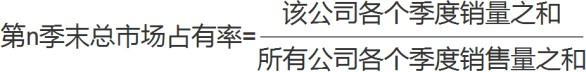 第n季末总市场占有率=
该公司各个季度销量之和
所有公司各个季度销售量之和